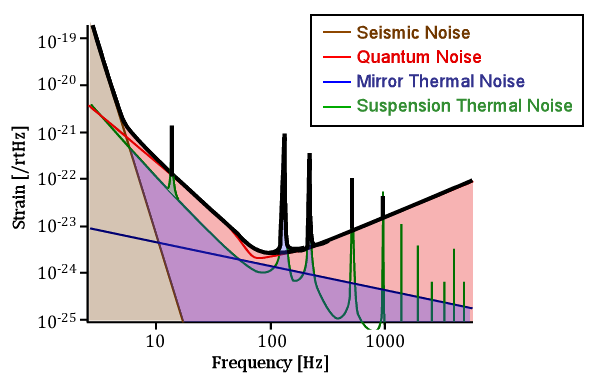 Seismic Noise
Quantum Noise
Mirror Thermal Noise
Suspension Thermal Noise
Strain [/rtHz]
10⁻¹⁹
10⁻²⁰
10⁻²¹
10⁻²²
10⁻²³
10⁻²⁴
10⁻²⁵
10 100 1000
Frequency [Hz]